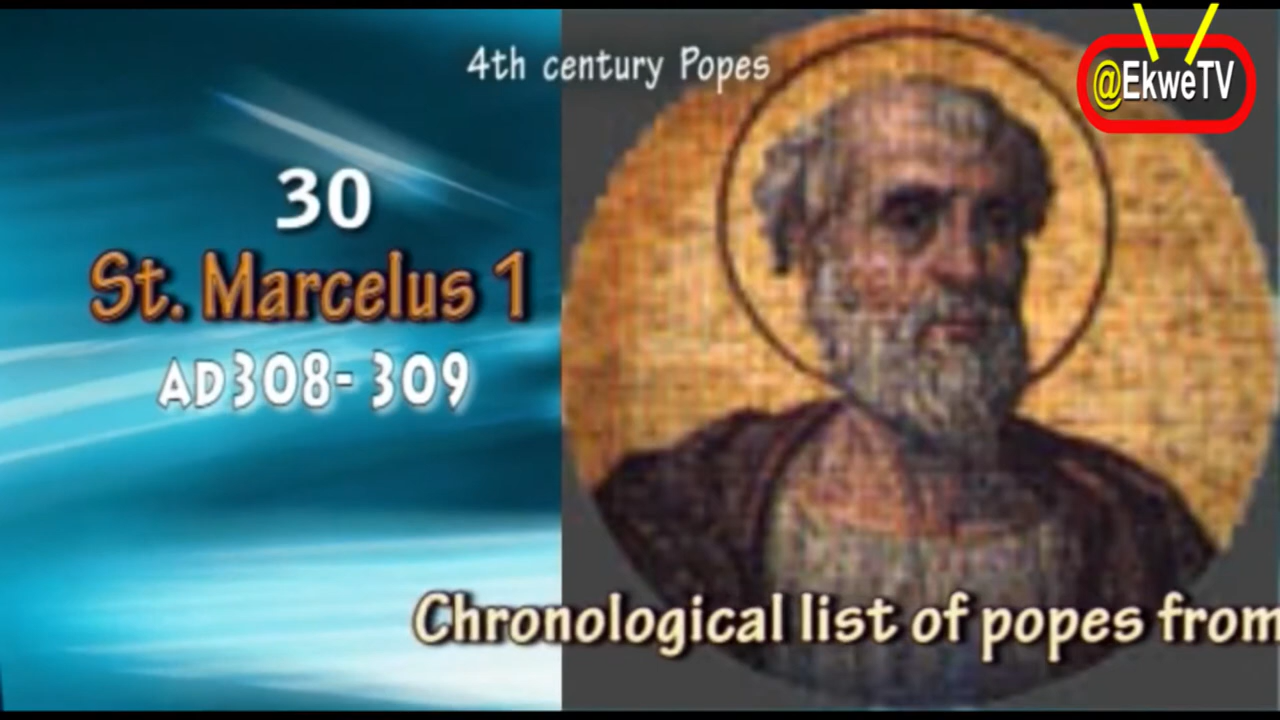 4th century Popes
@EkweTV
30
St. Marcelus 1
AD308- 309
Chronological list of popes from